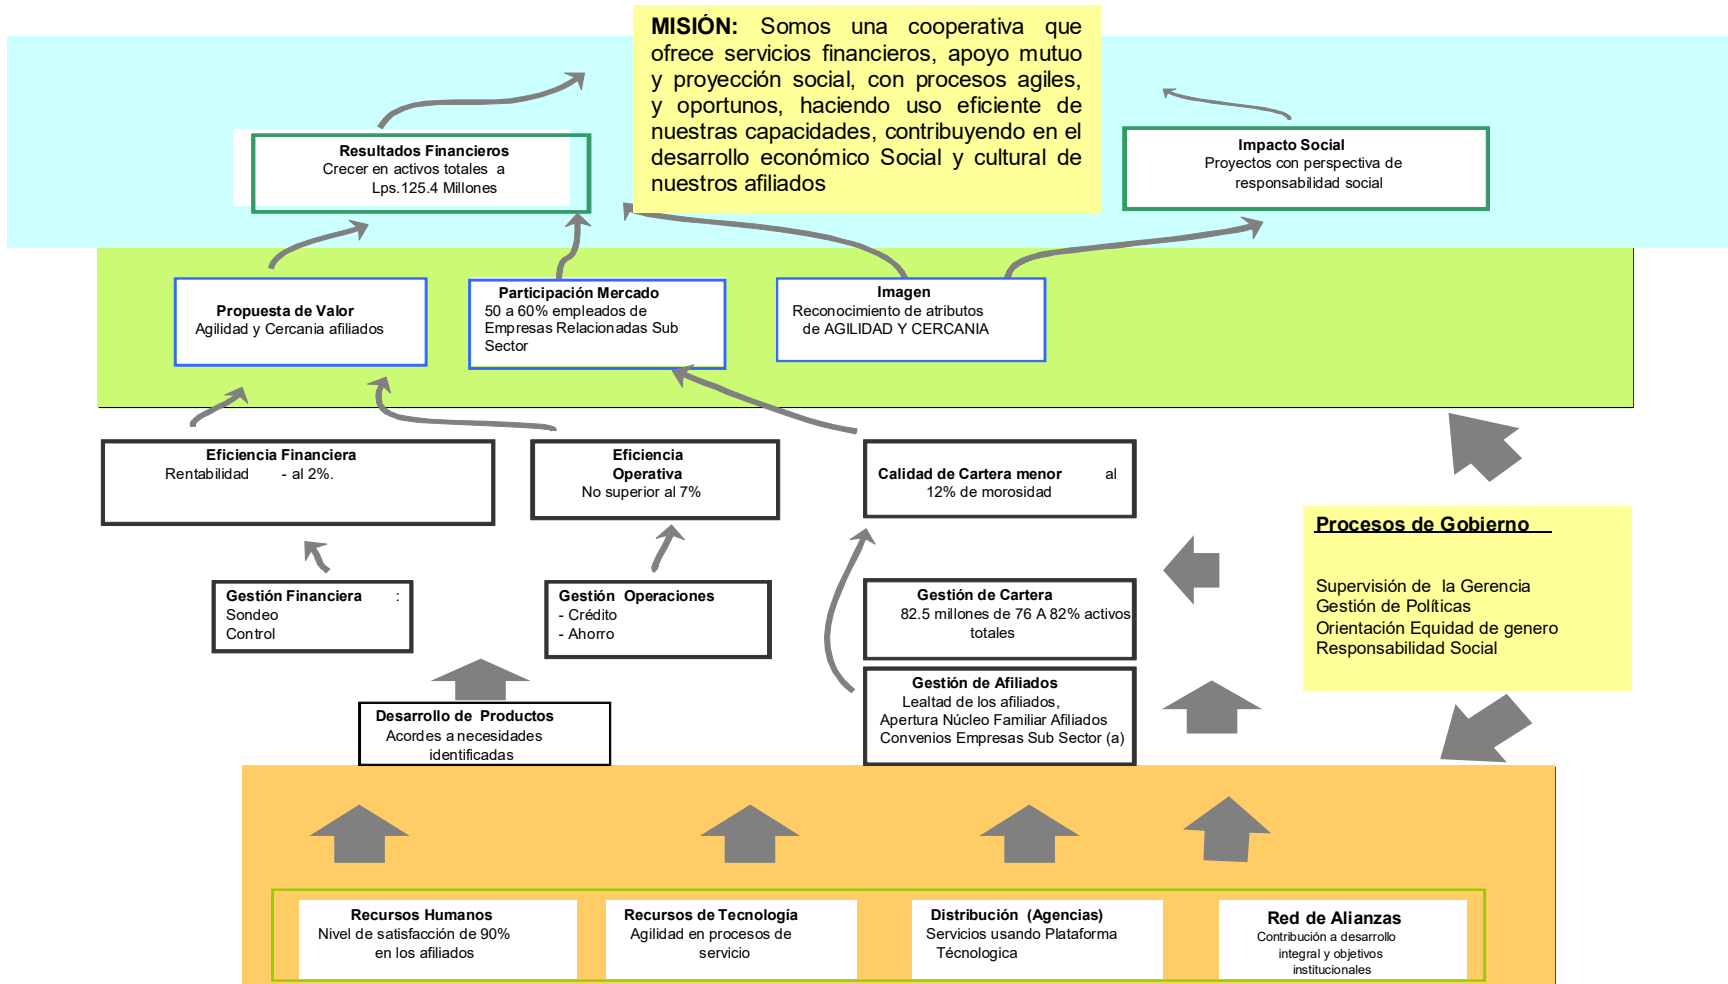 MISIÓN: Somos una cooperativa que
ofrece servicios financieros, apoyo mutuo
y proyección social, con procesos agiles,
y oportunos, haciendo uso eficiente de
nuestras capacidades, contribuyendo en el
desarrollo económico Social y cultural de
nuestros afiliados
Resultados Financieros
Crecer en activos totales a
Lps.125.4 Millones
Impacto Social
Proyectos con perspectiva de
responsabilidad social
Propuesta de Valor
Agilidad y Cercania afiliados
Participación Mercado
50 a 60% empleados de
Empresas Relacionadas Sub
Sector
Imagen
Reconocimiento de atributos
de AGILIDAD Y CERCANIA
Eficiencia Financiera
Rentabilidad - al 2%.
Eficiencia
Operativa
No superior al 7%
Calidad de Cartera menor al
12% de morosidad
Procesos de Gobierno
Supervisión de la Gerencia
Gestión de Políticas
Orientación Equidad de genero
Responsabilidad Social
Gestión Financiera :
Sondeo
Control
Gestión Operaciones
- Crédito
- Ahorro
Gestión de Cartera
82.5 millones de 76 A 82% activos
totales
Gestión de Afiliados
Lealtad de los afiliados,
Apertura Núcleo Familiar Afiliados
Convenios Empresas Sub Sector (a)
Desarrollo de Productos
Acordes a necesidades
identificadas
Recursos Humanos
Nivel de satisfacción de 90%
en los afiliados
Recursos de Tecnología
Agilidad en procesos de
servicio
Distribución (Agencias)
Servicios usando Plataforma
Técnologica
Red de Alianzas
Contribución a desarrollo
integral y objetivos
institucionales